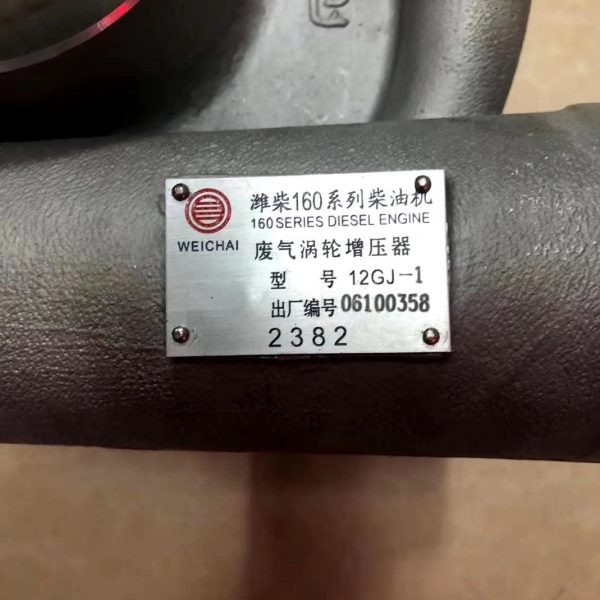 潍柴160系列柴油机
160 SERIES DIESEL ENGINE
WEICHAI
废气涡轮增压器
型 号 12GJ-1
出厂编号 06100358
2382